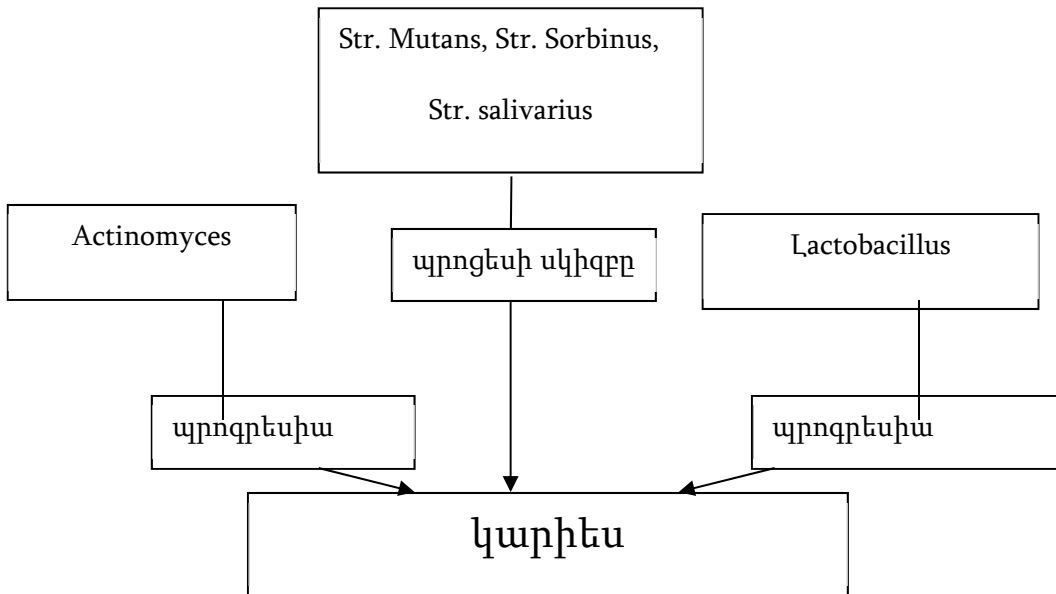 Str. Mutans, Str. Sorbinus,
Str. salivarius
Actinomyces
պրոցեսի սկիզբը
Լactobacillus
պրոգրեսիա
պրոգրեսիա
կարիես